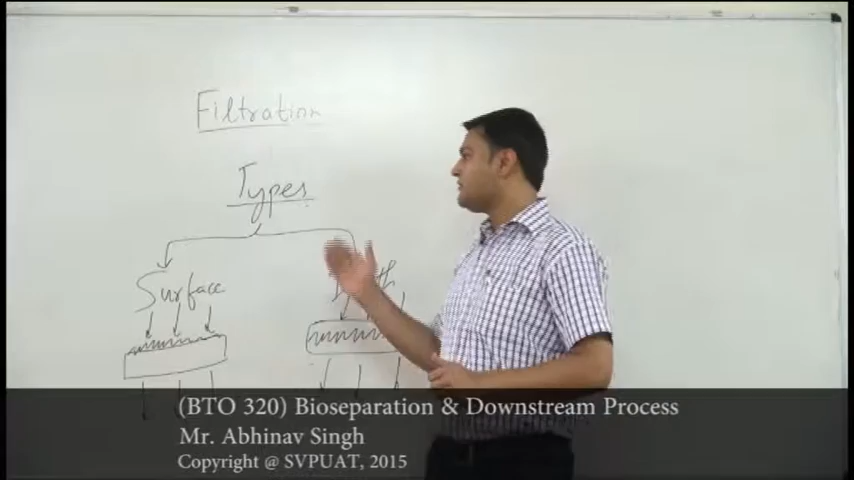 Filtration
Types
Surface
(BTO 320) Bioseparation & Downstream Process
Mr. Abhinav Singh
Copyright @ SVPUAT, 2015